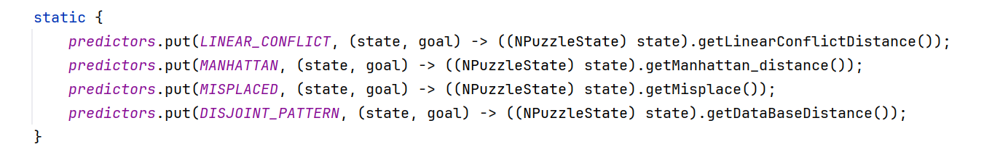 static {
    predictors.put(LINEAR_CONFLICT, (state, goal) -> ((NPuzzleState) state).getLinearConflictDistance());
    predictors.put(MANHATTAN, (state, goal) -> ((NPuzzleState) state).getManhattan_distance());
    predictors.put(MISPLACED, (state, goal) -> ((NPuzzleState) state).getMisplace());
    predictors.put(DISJOINT_PATTERN, (state, goal) -> ((NPuzzleState) state).getDataBaseDistance());
}